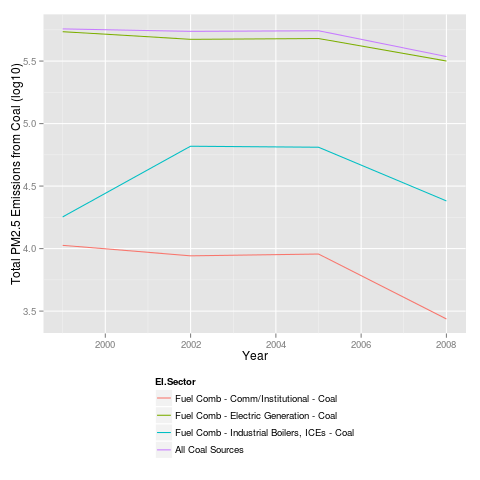 Total PM2.5 Emissions from Coal (log10)
5.5
5.0
4.5
4.0
3.5
2000 2002 2004 2006 2008
Year
EI.Sector
Fuel Comb - Comm/Institutional - Coal
Fuel Comb - Electric Generation - Coal
Fuel Comb - Industrial Boilers, ICEs - Coal
All Coal Sources